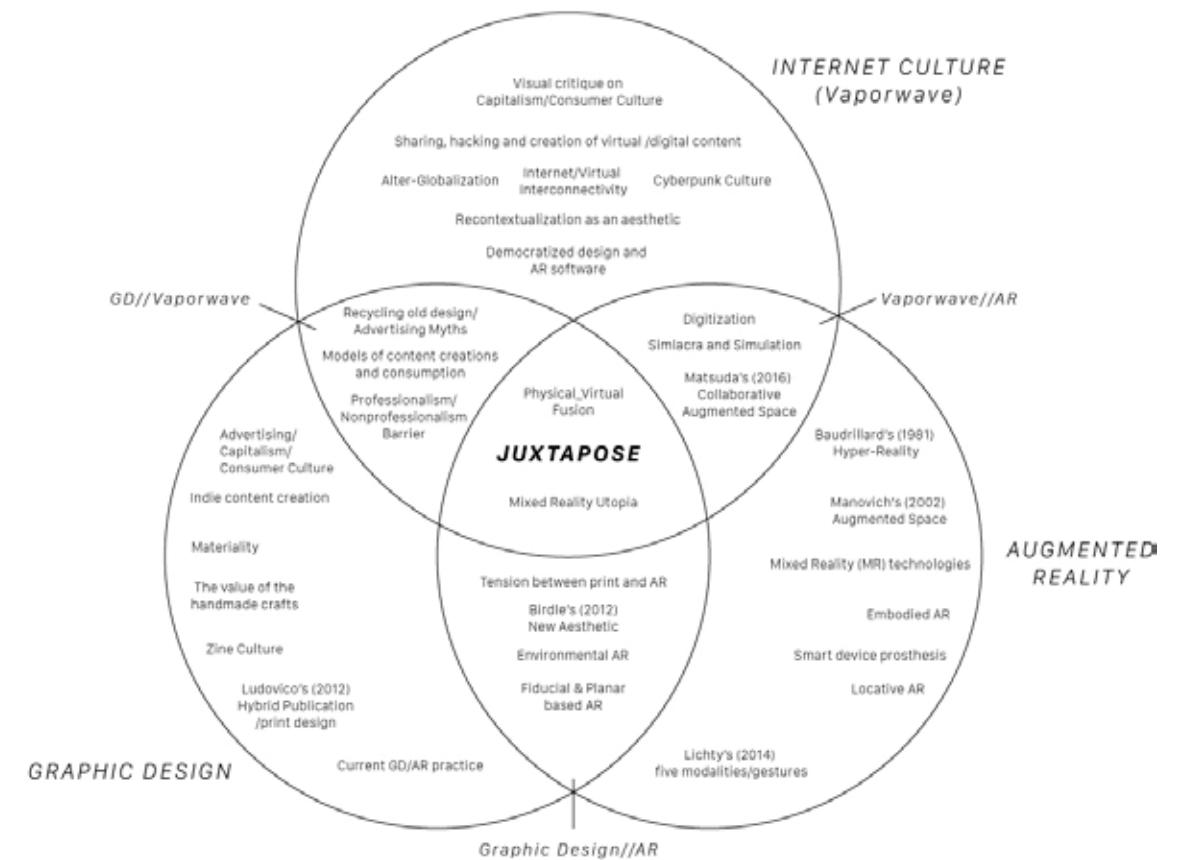 INTERNET CULTURE
(Vaporwave)
Visual critique on
Capitalism/Consumer Culture
Sharing, hacking and creation of virtual /digital content
Alter-Globalization
Internet/Virtual
Interconnectivity
Cyberpunk Culture
Recontextualization as an aesthetic
Democratized design and
AR software
GD//Vaporwave
Vaporwave//AR
Recycling old design/
Advertising Myths
Models of content creations
and consumption
Professionalism/
Nonprofessionalism
Barrier
Digitization
Simlacra and Simulation
Matsuda's (2016)
Collaborative
Augmented Space
Physical_Virtual
Fusion
JUXTAPOSE
Mixed Reality Utopia
Advertising/
Capitalism/
Consumer Culture
Indie content creation
Materiality
The value of the
handmade crafts
Zine Culture
Ludovico's (2012)
Hybrid Publication
/print design
Current GD/AR practice
GRAPHIC DESIGN
Tension between print and AR
Birdle's (2012)
New Aesthetic
Environmental AR
Fiducial & Planar
based AR
Graphic Design//AR
Baudrillard's (1981)
Hyper-Reality
Manovich's (2002)
Augmented Space
Mixed Reality (MR) technologies
Embodied AR
Smart device prosthesis
Locative AR
Lichty's (2014)
five modalities/gestures
AUGMENTED
REALITY